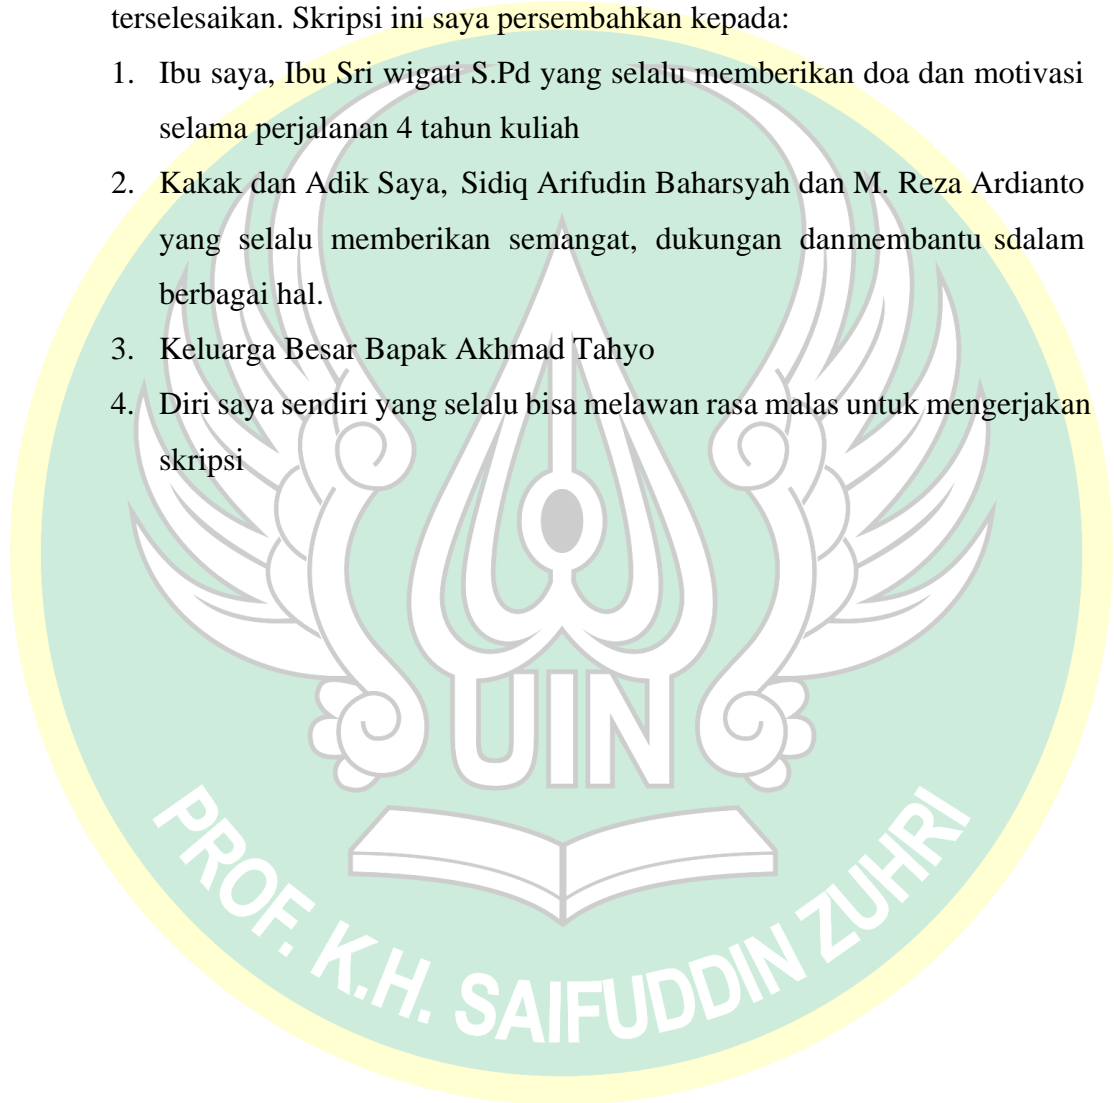 terselesaikan. Skripsi ini saya persembahkan kepada:
1. Ibu saya, Ibu Sri wigati S.Pd yang selalu memberikan doa dan motivasi
selama perjalanan 4 tahun kuliah
2. Kakak dan Adik Saya, Sidiq Arifudin Baharsyah dan M. Reza Ardianto
yang selalu memberikan semangat, dukungan danmembantu sdalam
berbagai hal.
3. Keluarga Besar Bapak Akhmad Tahyo
4. Diri saya sendiri yang selalu bisa melawan rasa malas untuk mengerjakan
skripsi
UIN
PROF. K.H. SAIFUDDIN ZUHRI